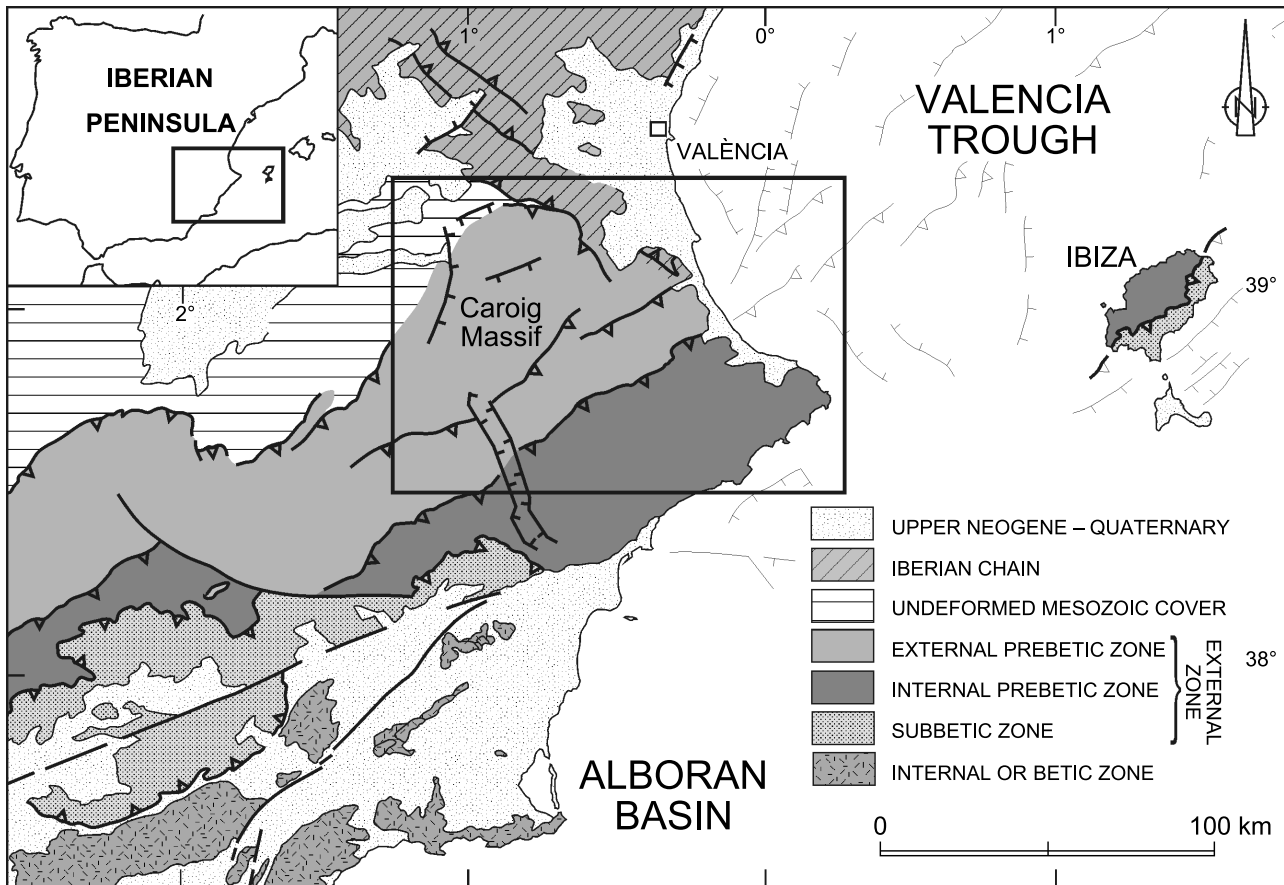 IBERIAN
PENINSULA
1°
0°
1°
VALENCIA
TROUGH
N
VALÈNCIA
IBIZA
39°
2°
Caroig
Massif
UPPER NEOGENE – QUATERNARY
IBERIAN CHAIN
UNDEFORMED MESOZOIC COVER
EXTERNAL PREBETIC ZONE
INTERNAL PREBETIC ZONE
SUBBETIC ZONE
INTERNAL OR BETIC ZONE
EXTERNAL
ZONE
38°
ALBORAN
BASIN
0
100 km